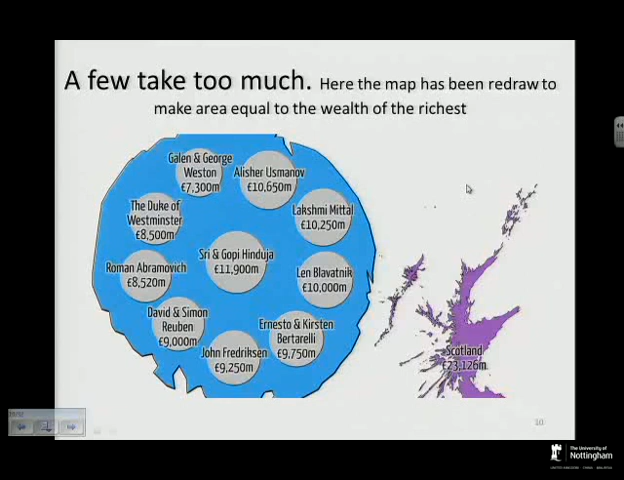 A few take too much. Here the map has been redraw to
make area equal to the wealth of the richest
Galen & George
Weston
£7,300m
Alisher Usmanov
£10,650m
The Duke of
Westminster
£8,500m
Lakshmi Mittal
£10,250m
Sri & Gopi Hinduja
£11,900m
Roman Abramovich
£8,520m
Len Blavatnik
£10,000m
David & Simon
Reuben
£9,000m
Ernesto & Kirsten
Bertarelli
£9,750m
John Fredriksen
£9,250m
Scotland
£23,126m
10
The University of
Nottingham